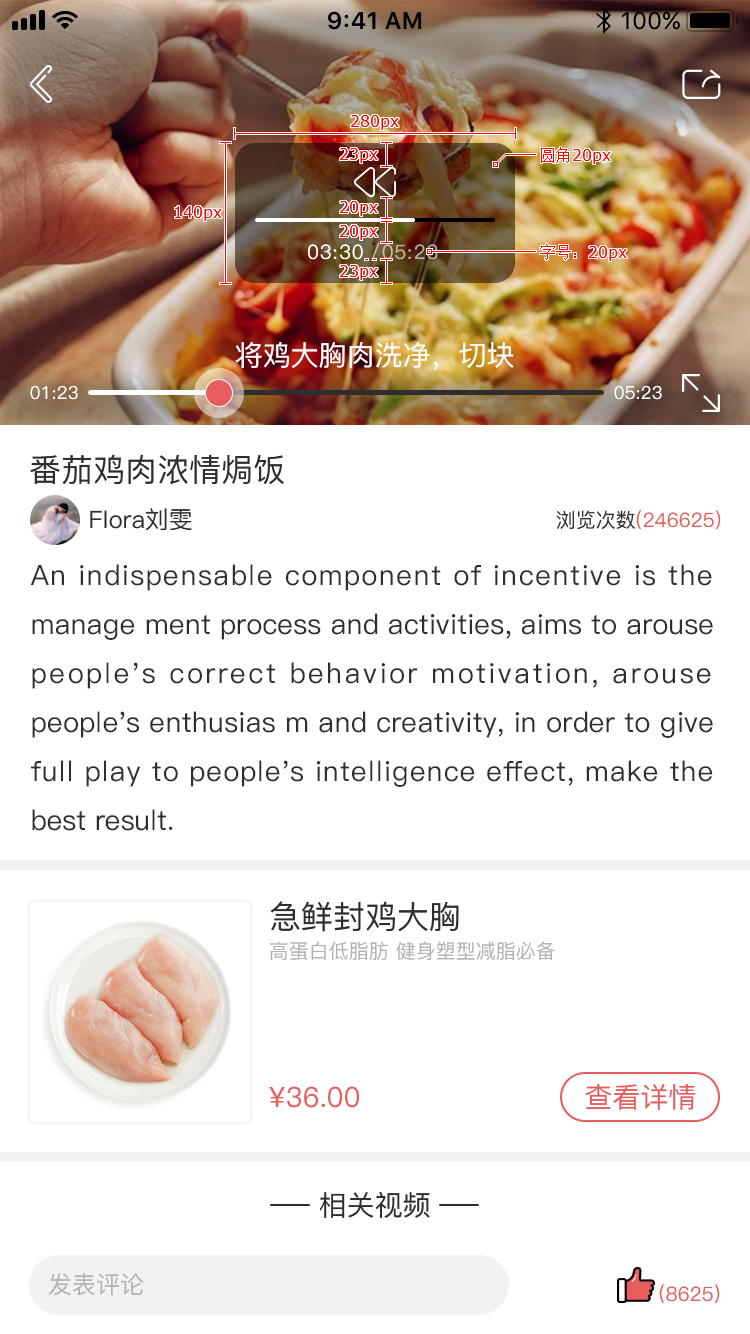 9:41 AM
100%
280px
23px
圆角20px
140px
20px
20px
03:30 /05:23
字号：20px
23px
将鸡大胸肉洗净，切块
01:23
05:23
番茄鸡肉浓情焗饭
Flora刘雯
浏览次数(246625)
An indispensable component of incentive is the
manage ment process and activities, aims to arouse
people’s correct behavior motivation, arouse
people’s enthusias m and creativity, in order to give
full play to people’s intelligence effect, make the
best result.
急鲜封鸡大胸
高蛋白低脂肪 健身塑型减脂必备
¥36.00
查看详情
相关视频
发表评论
(8625)